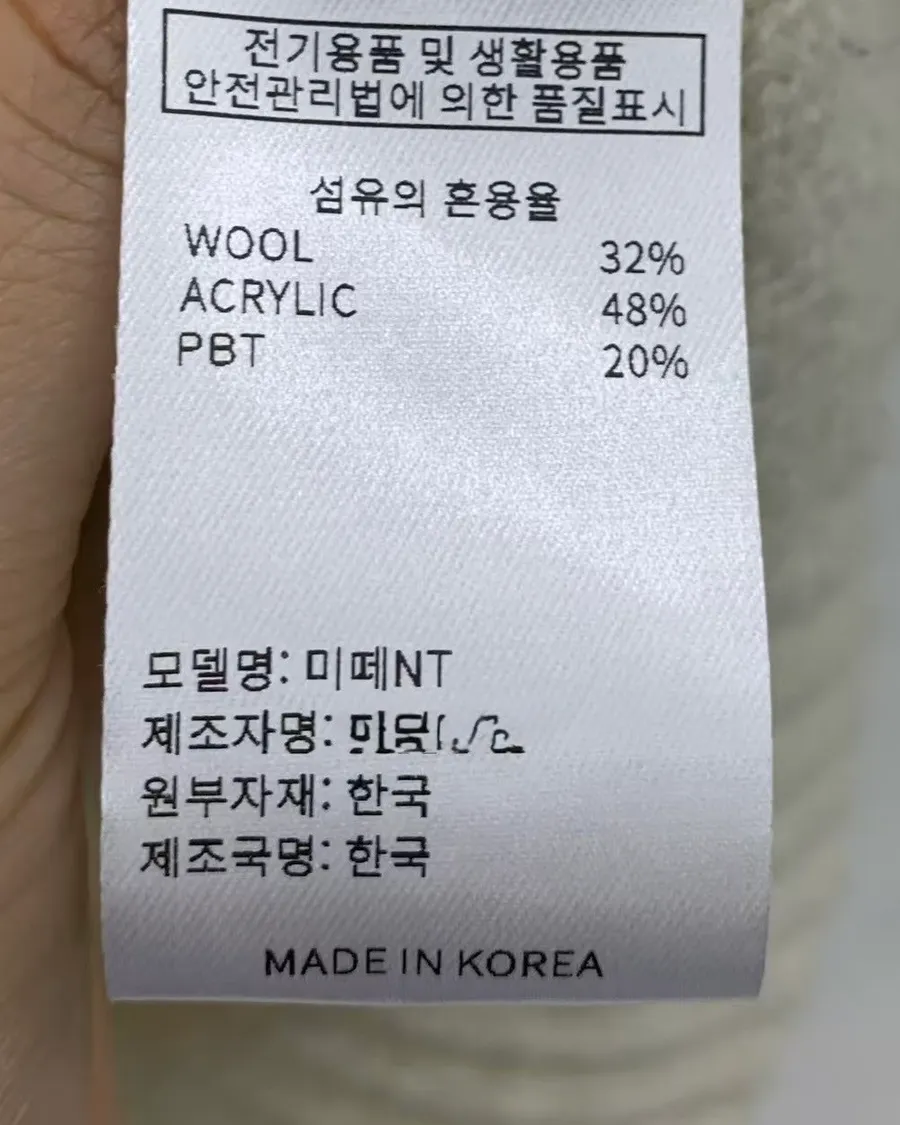 전기용품 및 생활용품
안전관리법에 의한 품질표시
섬유의 혼용율
WOOL 32%
ACRYLIC 48%
PBT 20%
모델명: 미떼NT
제조자명:
원부자재: 한국
제조국명: 한국
MADE IN KOREA